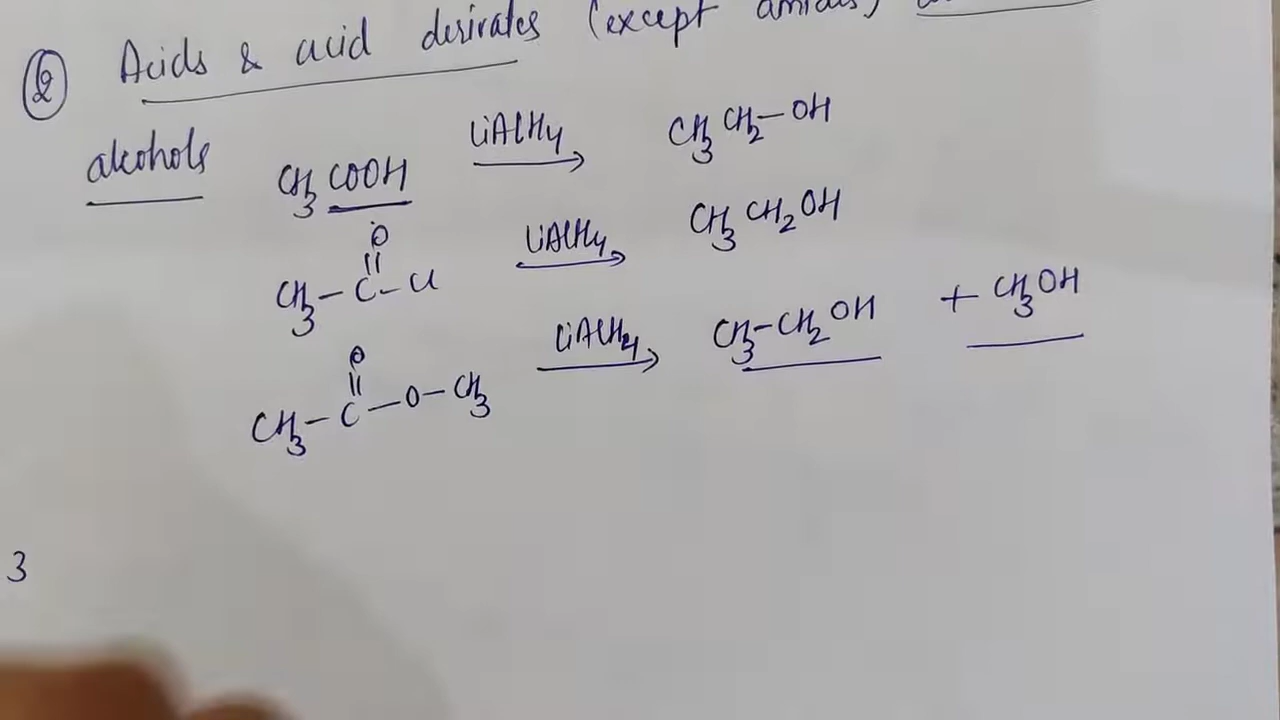 ② Acids & acid derivates (except amides)
alcohols
CH₃COOH LiAlH₄ → CH₃CH₂-OH
O
||
CH₃-C-Cl LiAlH₄ → CH₃CH₂OH
O
||
CH₃-C-O-CH₃ LiAlH₄ → CH₃-CH₂OH + CH₃OH
3